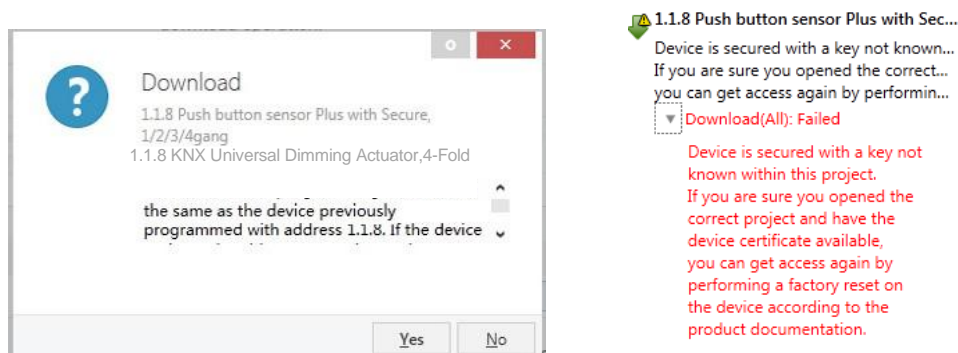 Download
1.1.8 Push button sensor Plus with Secure,
1/2/3/4gang
1.1.8 KNX Universal Dimming Actuator,4-Fold
the same as the device previously
programmed with address 1.1.8. If the device
Yes
No
1.1.8 Push button sensor Plus with Sec...
Device is secured with a key not known...
If you are sure you opened the correct...
you can get access again by performin...
Download(All): Failed
Device is secured with a key not
known within this project.
If you are sure you opened the
correct project and have the
device certificate available,
you can get access again by
performing a factory reset on
the device according to the
product documentation.